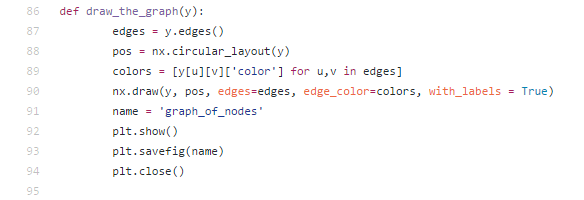 86 def draw_the_graph(y):
87 edges = y.edges()
88 pos = nx.circular_layout(y)
89 colors = [y[u][v]['color'] for u,v in edges]
90 nx.draw(y, pos, edges=edges, edge_color=colors, with_labels = True)
91 name = 'graph_of_nodes'
92 plt.show()
93 plt.savefig(name)
94 plt.close()
95